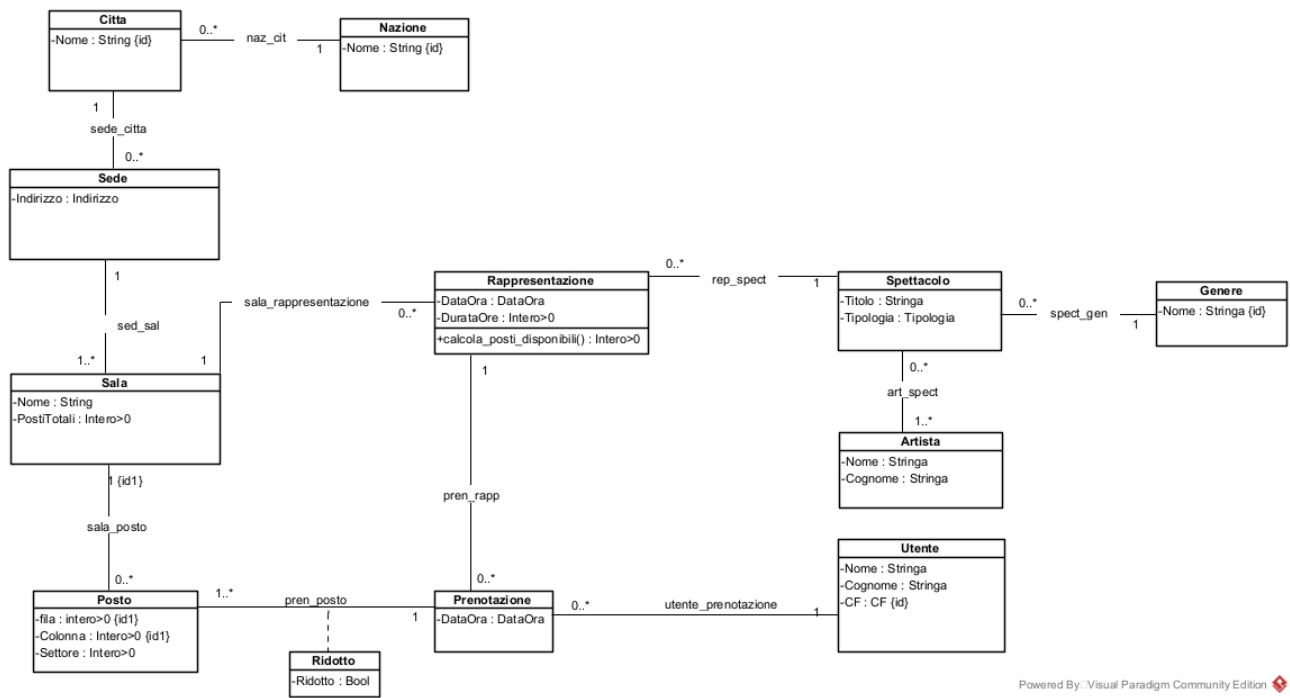 Citta
-Nome : String {id}
0..*
naz_cit
1
Nazione
-Nome : String {id}
1
sede_citta
0..*
Sede
-Indirizzo : Indirizzo
1
sed_sal
1..*
Sala
-Nome : String
-PostiTotali : Intero>0
1
sala_rappresentazione
0..*
Rappresentazione
-DataOra : DataOra
-DurataOre : Intero>0
+calcola_posti_disponibili() : Intero>0
0..*
rep_spect
1
Spettacolo
-Titolo : Stringa
-Tipologia : Tipologia
0..*
spect_gen
1
Genere
-Nome : Stringa {id}
0..*
art_spect
1..*
Artista
-Nome : Stringa
-Cognome : Stringa
1
pren_rapp
0..*
1 {id1}
sala_posto
0..*
Posto
-fila : intero>0 {id1}
-Colonna : Intero>0 {id1}
-Settore : Intero>0
1..*
pren_posto
1
Ridotto
-Ridotto : Bool
Prenotazione
-DataOra : DataOra
0..*
utente_prenotazione
1
Utente
-Nome : Stringa
-Cognome : Stringa
-CF : CF {id}
Powered By Visual Paradigm Community Edition